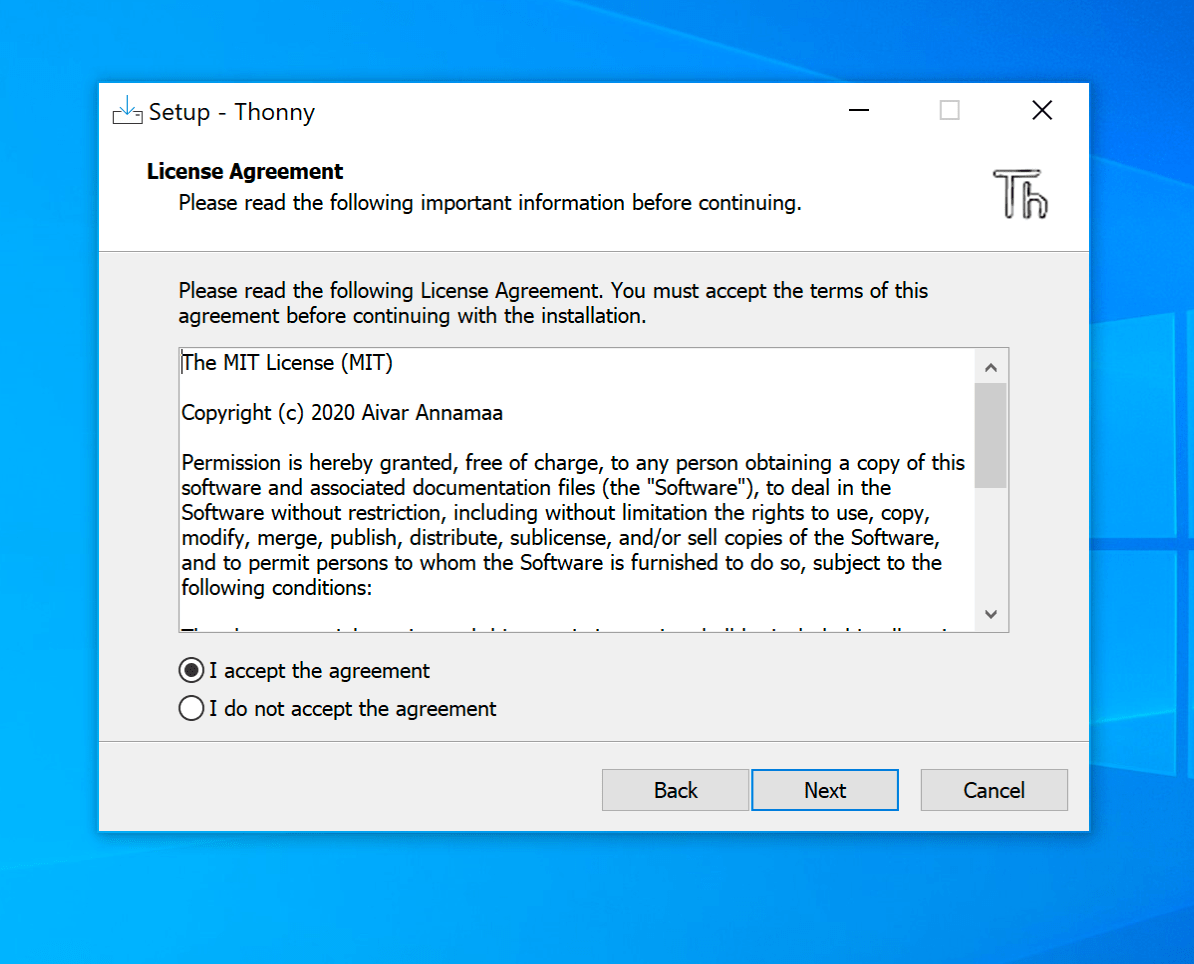 Setup - Thonny
License Agreement
Please read the following important information before continuing.
Th
Please read the following License Agreement. You must accept the terms of this
agreement before continuing with the installation.
The MIT License (MIT)
Copyright (c) 2020 Aivar Annamaa
Permission is hereby granted, free of charge, to any person obtaining a copy of this
software and associated documentation files (the "Software"), to deal in the
Software without restriction, including without limitation the rights to use, copy,
modify, merge, publish, distribute, sublicense, and/or sell copies of the Software,
and to permit persons to whom the Software is furnished to do so, subject to the
following conditions:
I accept the agreement
I do not accept the agreement
Back
Next
Cancel